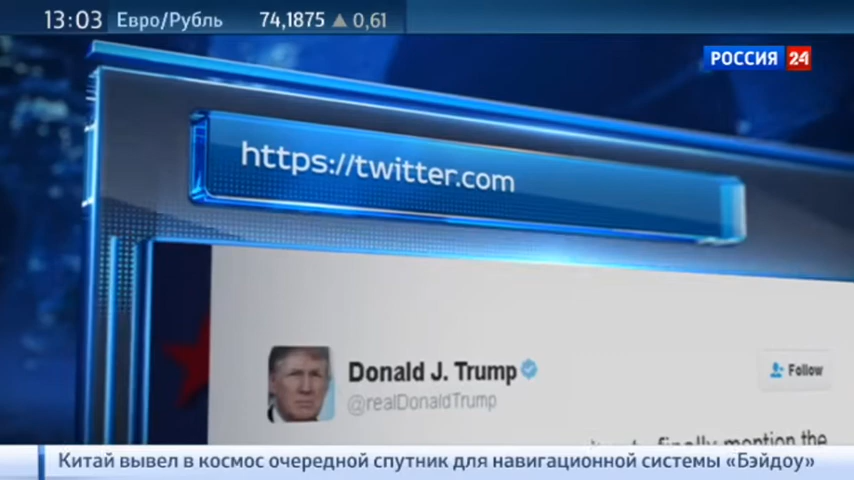 13:03 Евро/Рубль 74,1875 ▲ 0,61
РОССИЯ 24
https://twitter.com
Donald J. Trump
Follow
@realDonaldTrump
to finally mention the
Китай вывел в космос очередной спутник для навигационной системы «Бэйдоу»